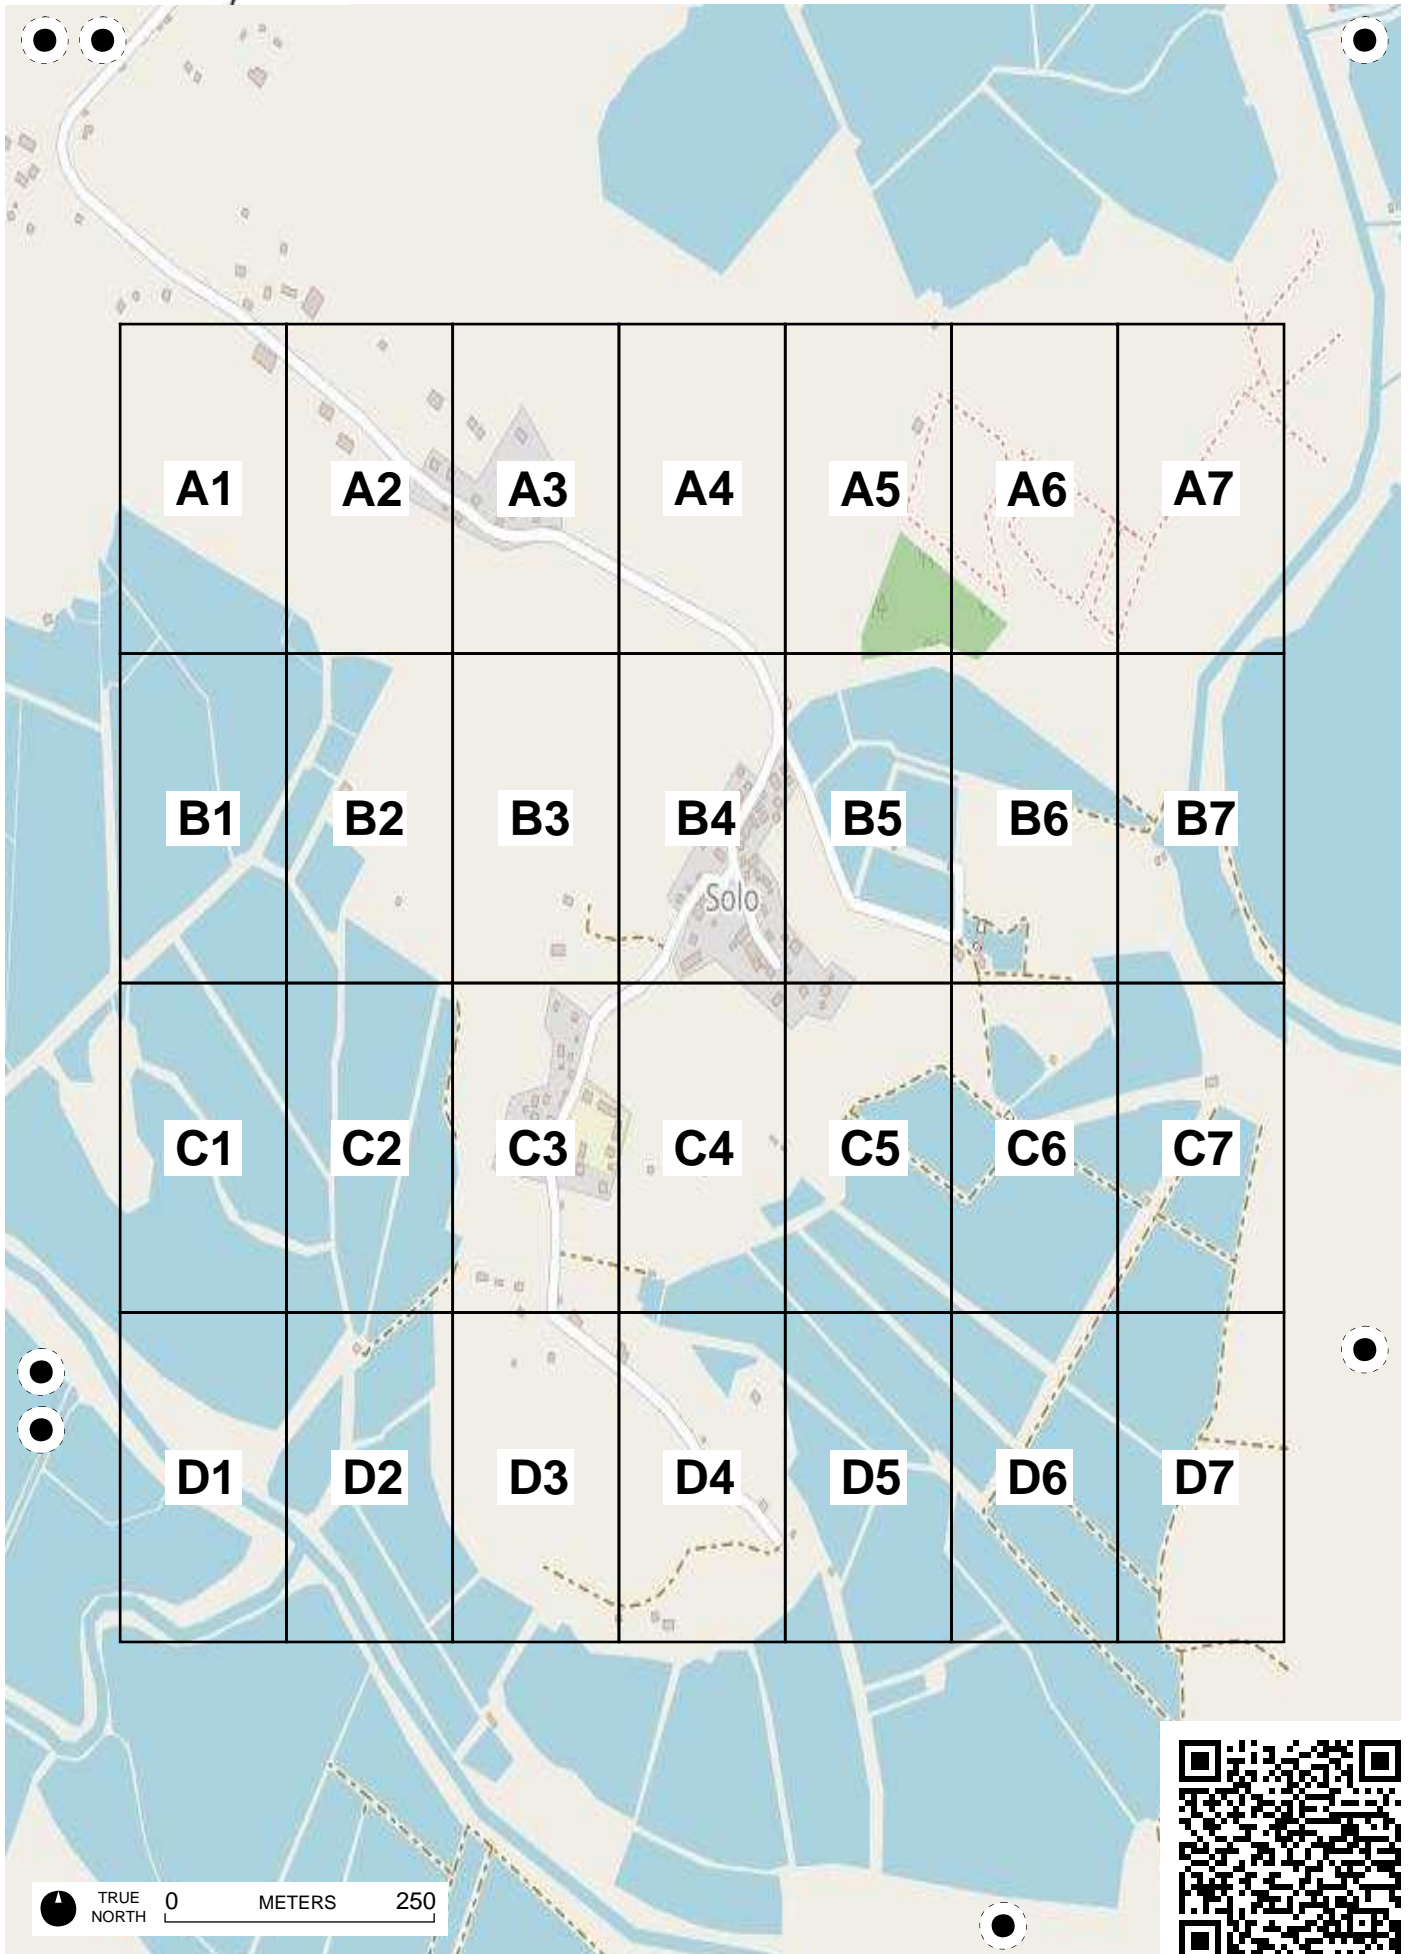 A1 A2 A3 A4 A5 A6 A7
B1 B2 B3 B4 B5 B6 B7
Solo
C1 C2 C3 C4 C5 C6 C7
D1 D2 D3 D4 D5 D6 D7
TRUE NORTH
0 METERS 250